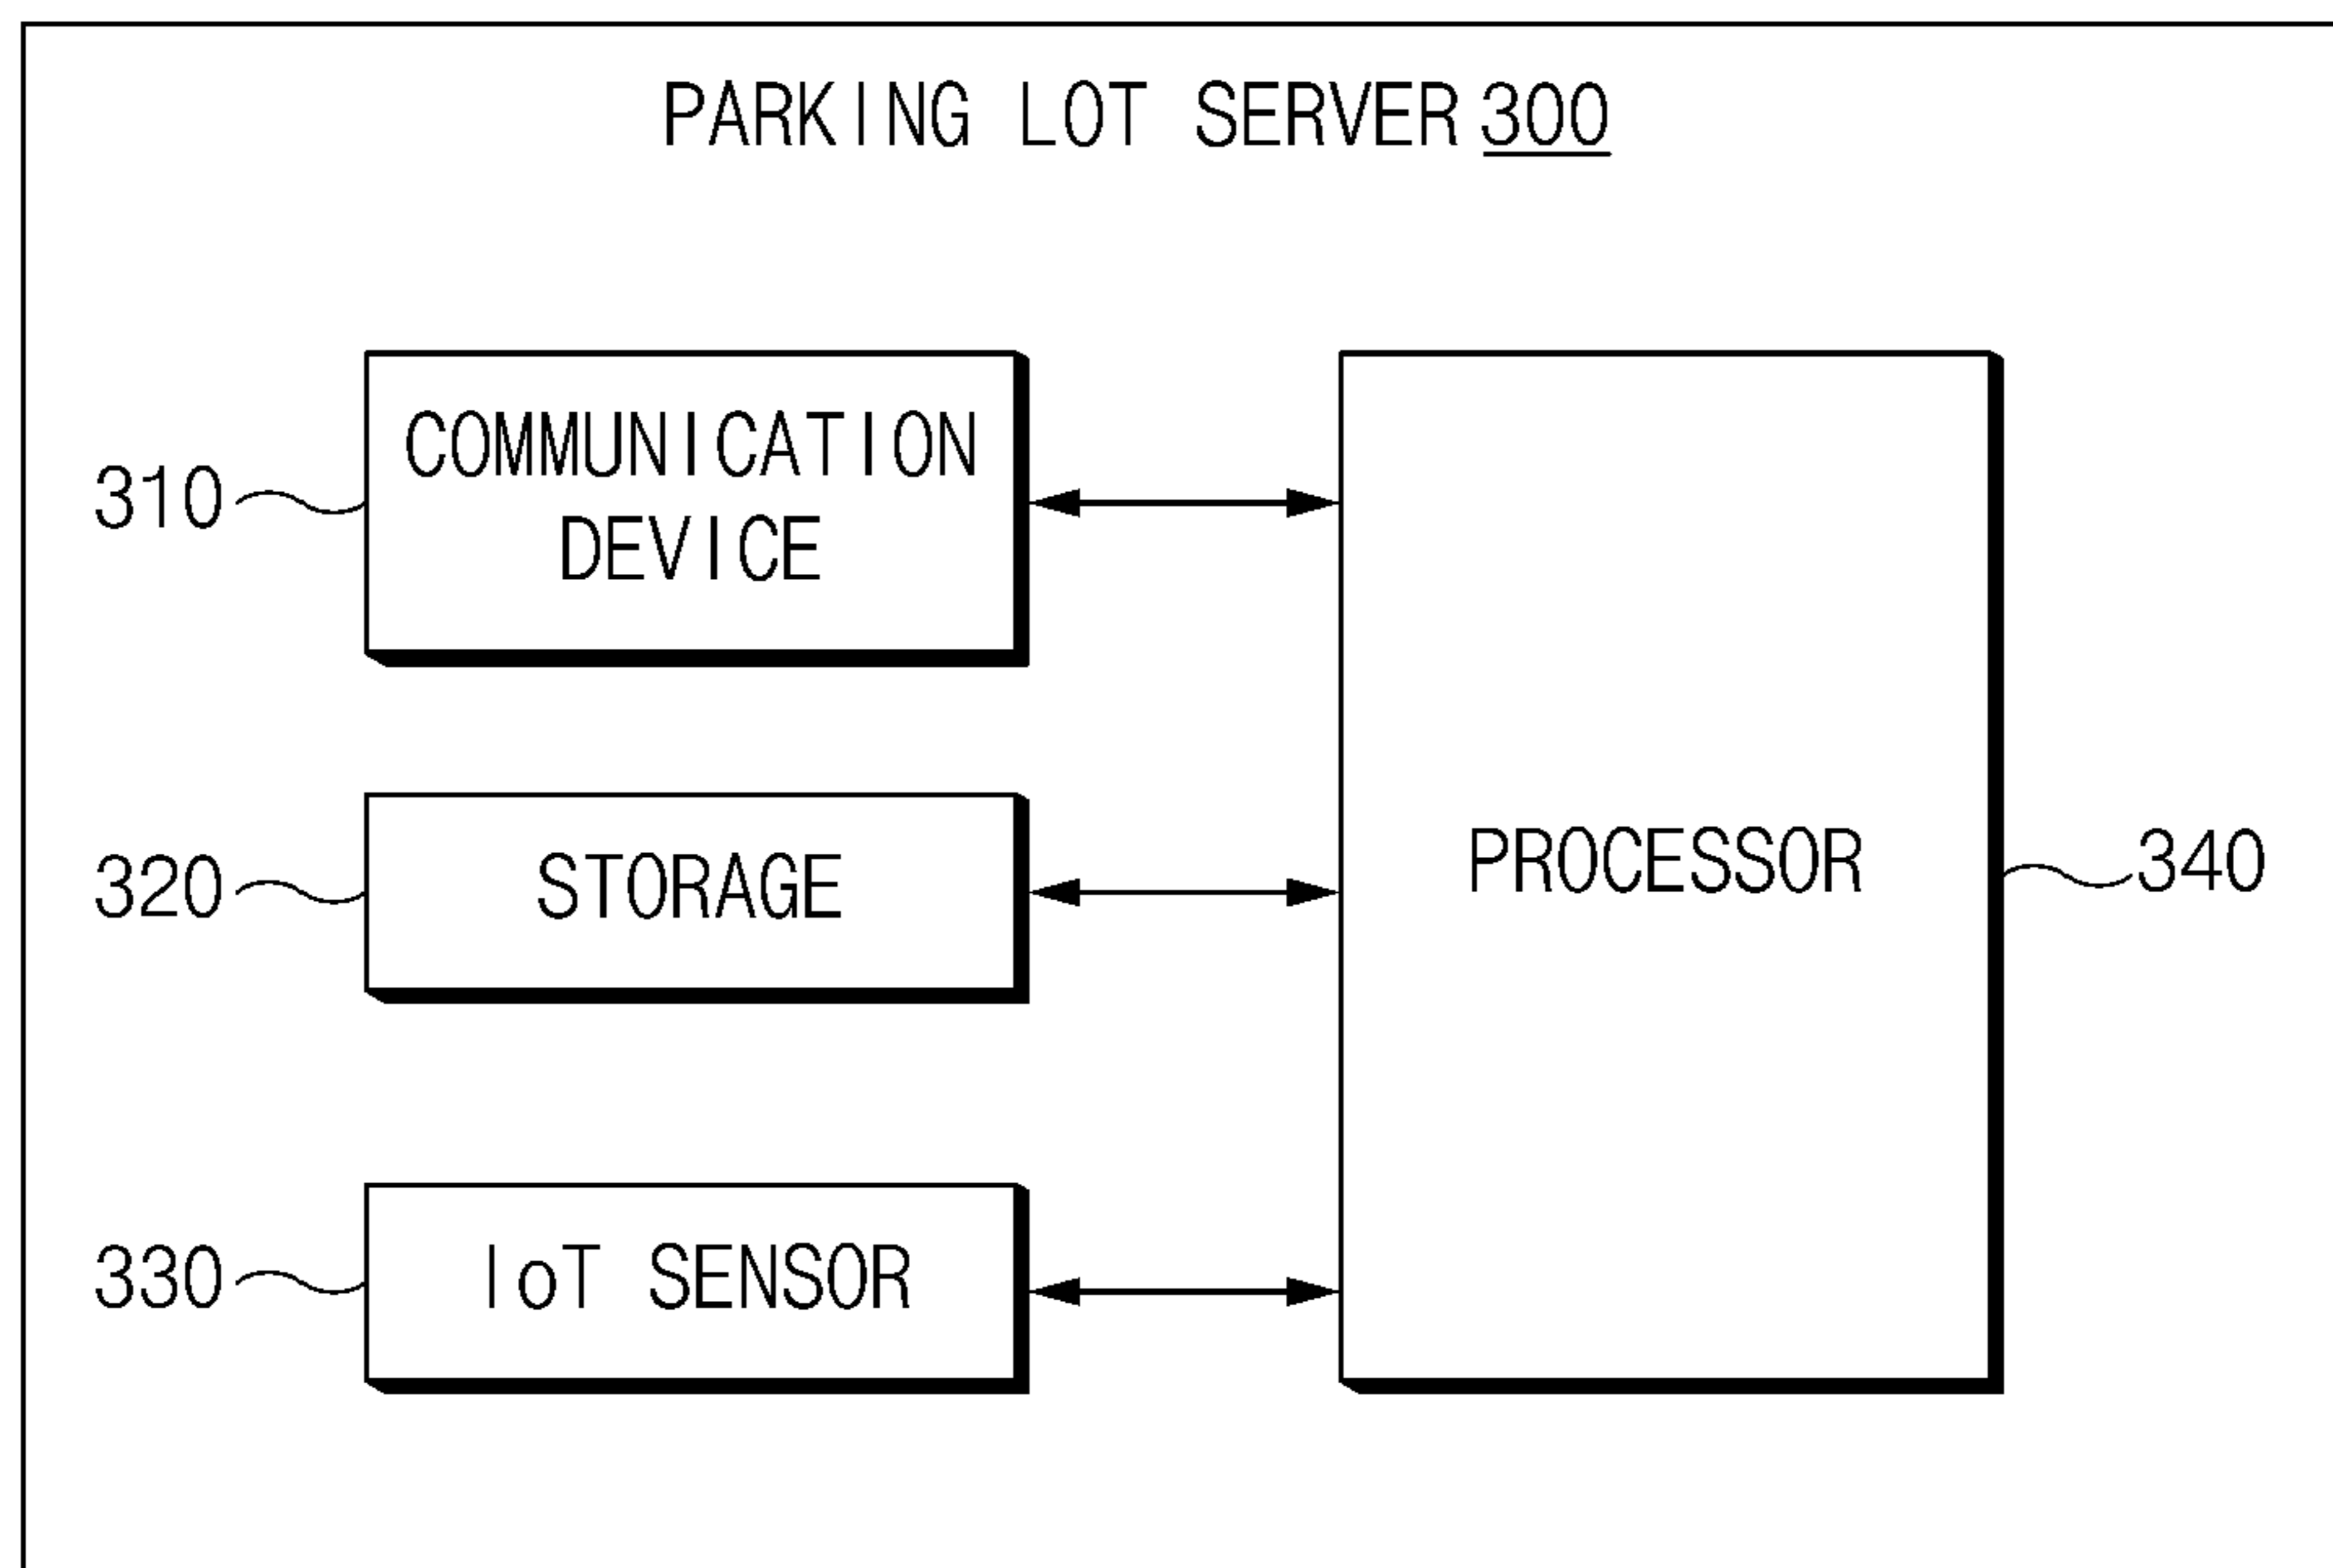 PARKING LOT SERVER 300
310
COMMUNICATION
DEVICE
320
STORAGE
PROCESSOR
340
330
IoT SENSOR